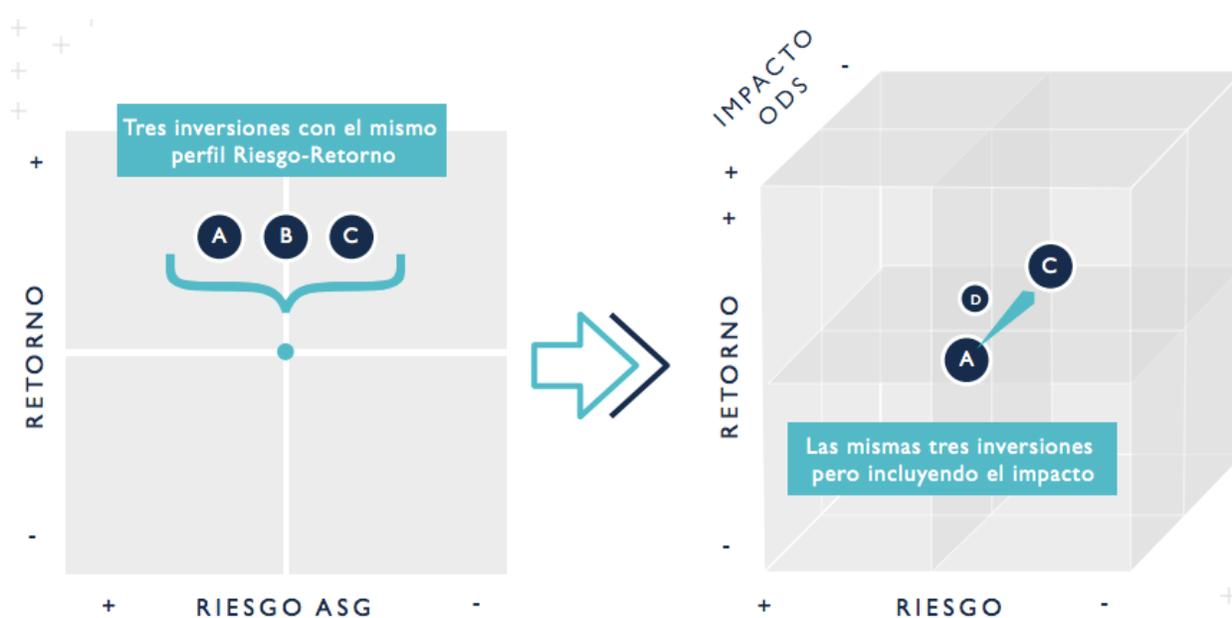 Tres inversiones con el mismo
perfil Riesgo-Retorno
+
A B C
RETORNO
-
+ RIESGO ASG -
IMPACTO
ODS
-
+
+
C
D
A
RETORNO
Las mismas tres inversiones
pero incluyendo el impacto
-
+ RIESGO -